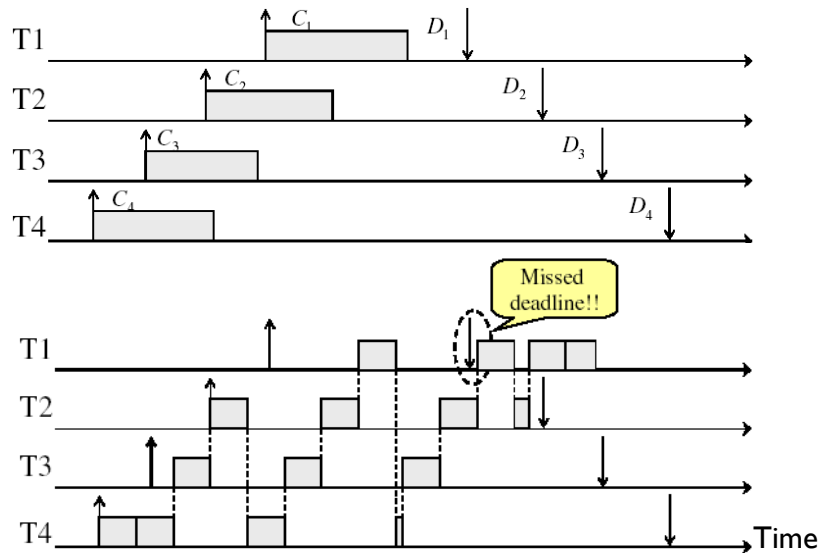 T1 C1 D1
T2 C2 D2
T3 C3 D3
T4 C4 D4
Missed
deadline!!
T1
T2
T3
T4 Time